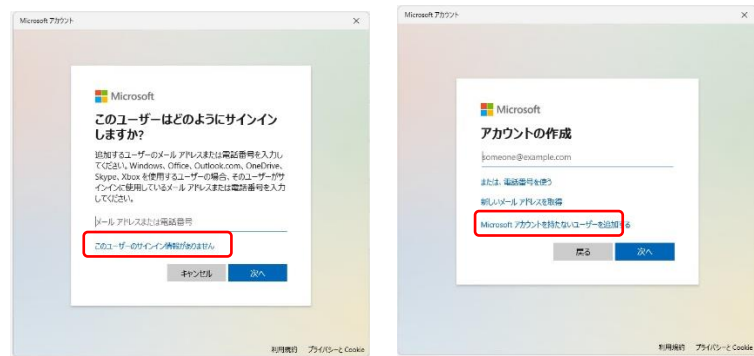 Microsoft アカウント
Microsoft
このユーザーはどのようにサインイン
しますか?
追加するユーザーのメール アドレスまたは電話番号を入力し
てください。Windows、Office、Outlook.com、OneDrive、
Skype、Xbox を使用するユーザーの場合、そのユーザーがサ
インインに使用しているメール アドレスまたは電話番号を入力
してください。
メール アドレスまたは電話番号
このユーザーのサインイン情報がありません
キャンセル
次へ
利用規約 プライバシーと Cookie
Microsoft アカウント
Microsoft
アカウントの作成
someone@example.com
または、電話番号を使う
新しいメール アドレスを取得
Microsoft アカウントを持たないユーザーを追加する
戻る
次へ
利用規約 プライバシーと Cookie